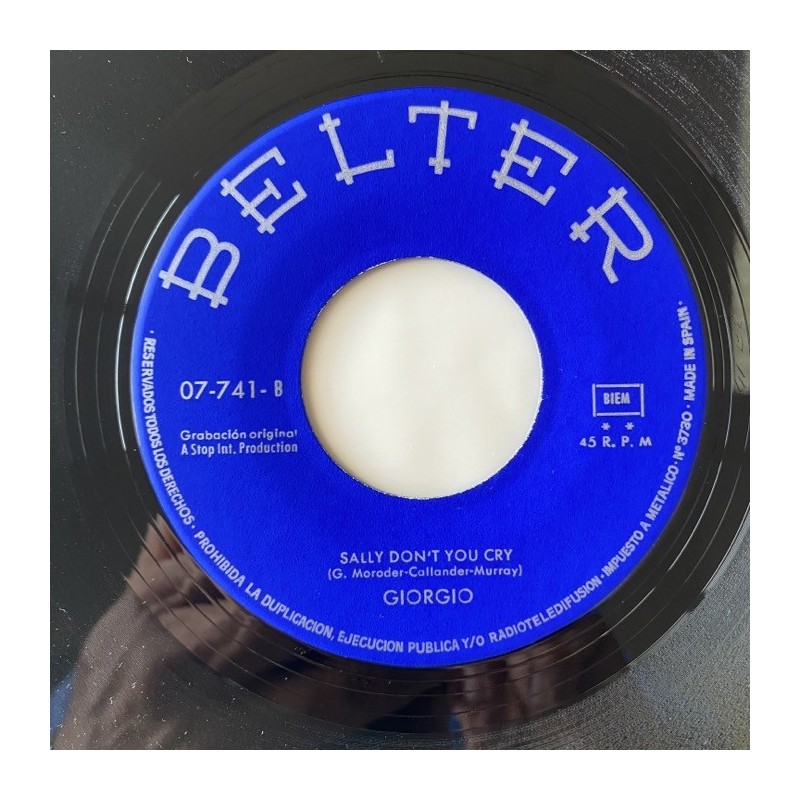 BELTER
07-741-B
Grabación original
A Stop Int. Production
BIEM
* *
45 R. P. M
SALLY DON'T YOU CRY
(G. Moroder-Callander-Murray)
GIORGIO
· RESERVADOS TODOS LOS DERECHOS · PROHIBIDA LA DUPLICACION, EJECUCION PUBLICA Y/O RADIOTELEDIFUSION · IMPUESTO A METALICO · Nº 3730 · MADE IN SPAIN ·